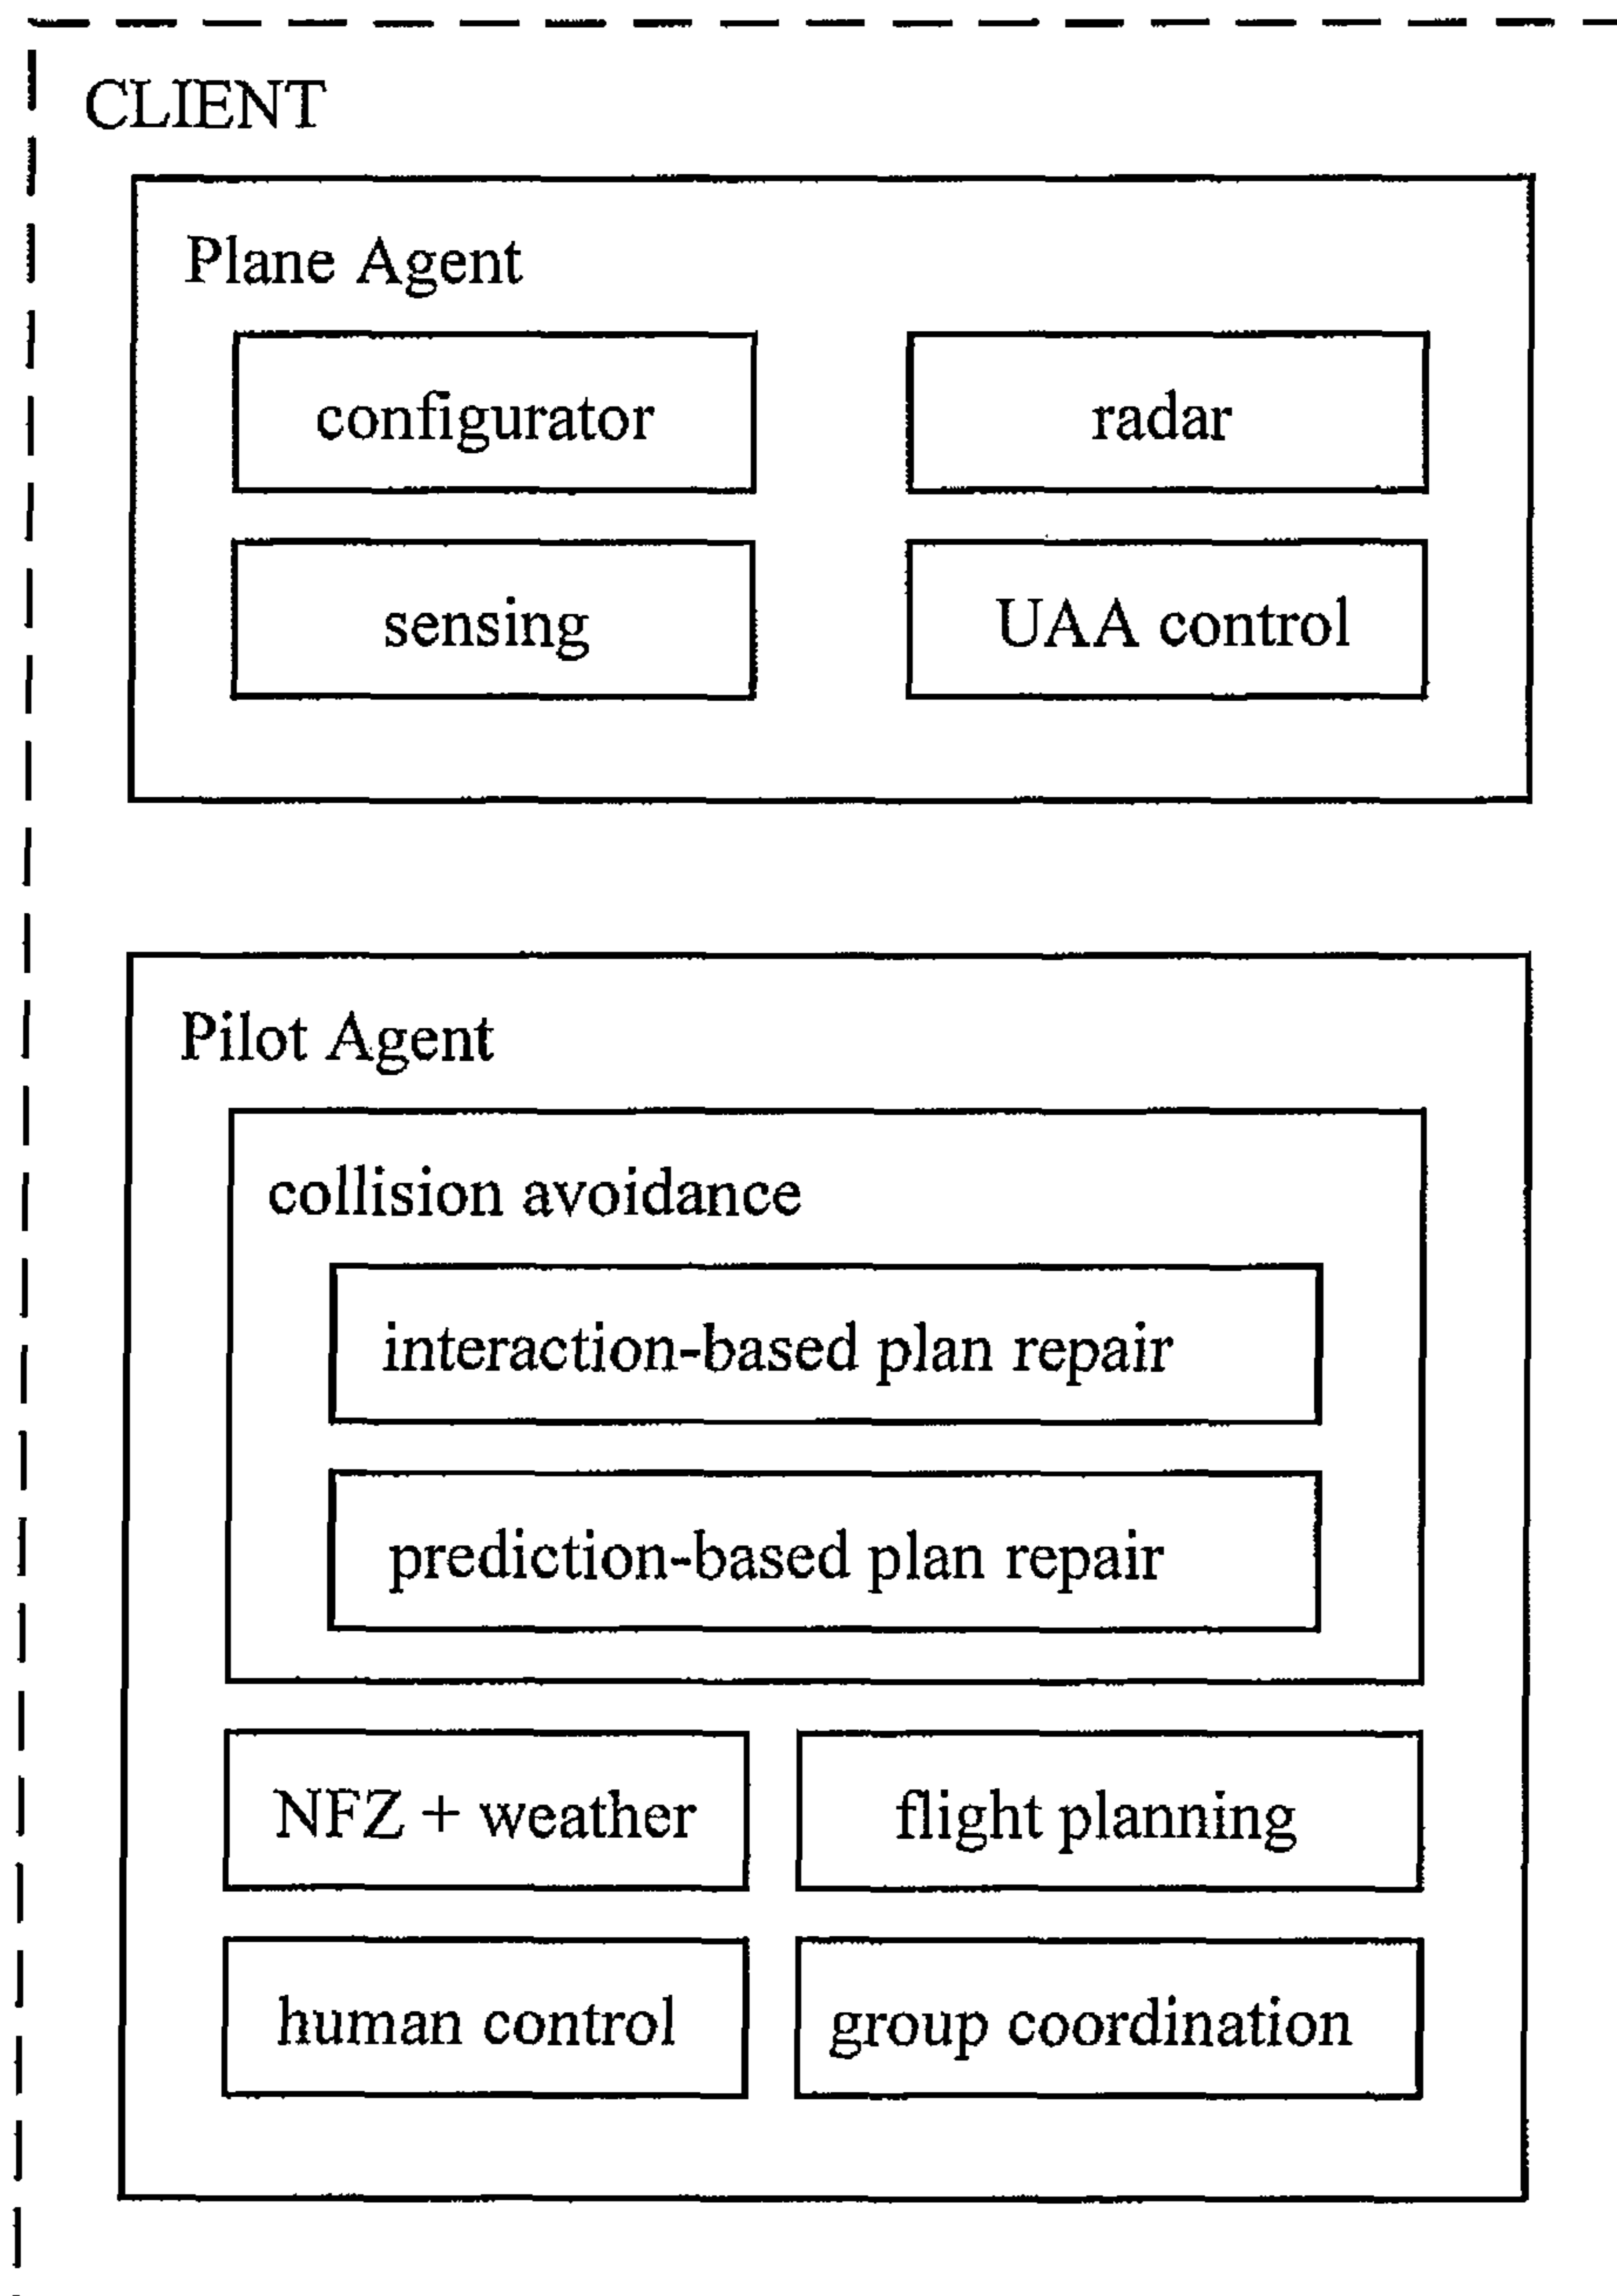 CLIENT
Plane Agent
configurator
radar
sensing
UAA control
Pilot Agent
collision avoidance
interaction-based plan repair
prediction-based plan repair
NFZ + weather
flight planning
human control
group coordination